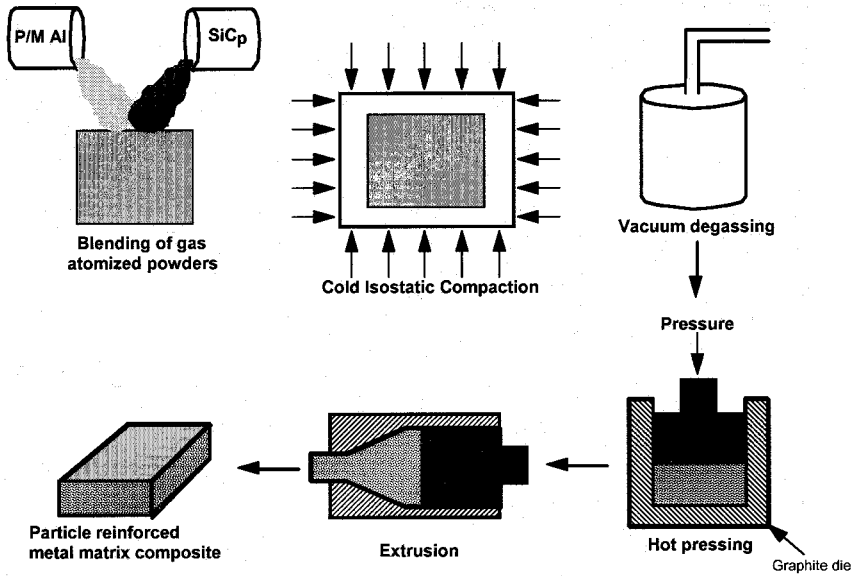 P/M Al
SiCp
Blending of gas
atomized powders
Cold Isostatic Compaction
Vacuum degassing
Pressure
Particle reinforced
metal matrix composite
Extrusion
Hot pressing
Graphite die